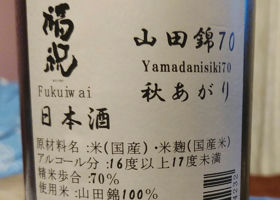 福祝
Fukuiwai
日本酒
山田錦70
Yamadanisiki70
秋あがり
原材料名:米(国産)・米麹(国産米)
アルコール分:16度以上17度未満
精米歩合:70%
使用米:山田錦100%